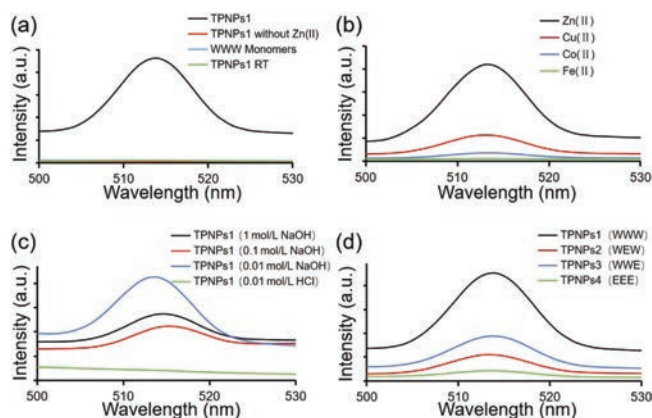 (a)
TPNPs1
TPNPs1 without Zn(II)
WWW Monomers
TPNPs1 RT
Intensity (a.u.)
500 510 520 530
Wavelength (nm)
(b)
Zn(Ⅱ)
Cu(Ⅱ)
Co(Ⅱ)
Fe(Ⅱ)
Intensity (a.u.)
500 510 520 530
Wavelength (nm)
(c)
TPNPs1 (1 mol/L NaOH)
TPNPs1 (0.1 mol/L NaOH)
TPNPs1 (0.01 mol/L NaOH)
TPNPs1 (0.01 mol/L HCl)
Intensity (a.u.)
500 510 520 530
Wavelength (nm)
(d)
TPNPs1 (WWW)
TPNPs2 (WEW)
TPNPs3 (WWE)
TPNPs4 (EEE)
Intensity (a.u.)
500 510 520 530
Wavelength (nm)